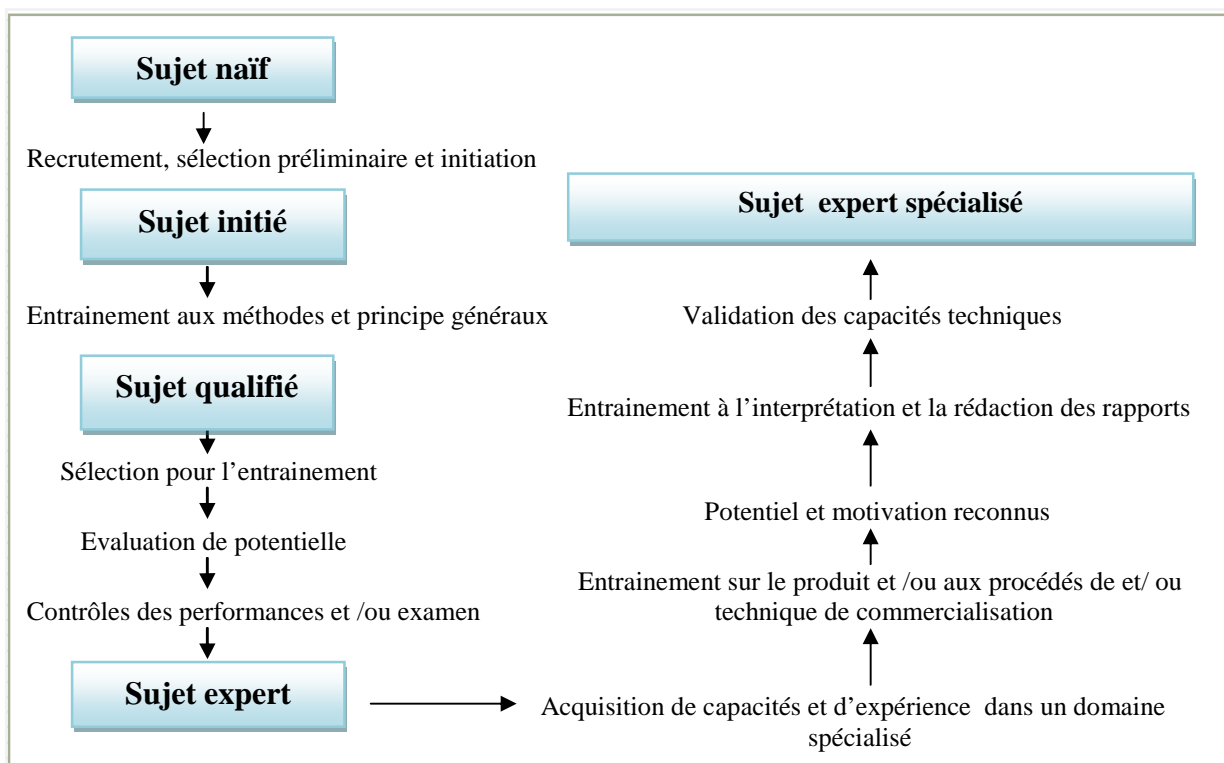 Sujet naïf
Recrutement, sélection préliminaire et initiation
Sujet initié
Entrainement aux méthodes et principe généraux
Sujet qualifié
Sélection pour l’entrainement
Evaluation de potentielle
Contrôles des performances et /ou examen
Sujet expert
Acquisition de capacités et d’expérience dans un domaine
spécialisé
Entrainement sur le produit et /ou aux procédés de et/ ou
technique de commercialisation
Potentiel et motivation reconnus
Entrainement à l’interprétation et la rédaction des rapports
Validation des capacités techniques
Sujet expert spécialisé